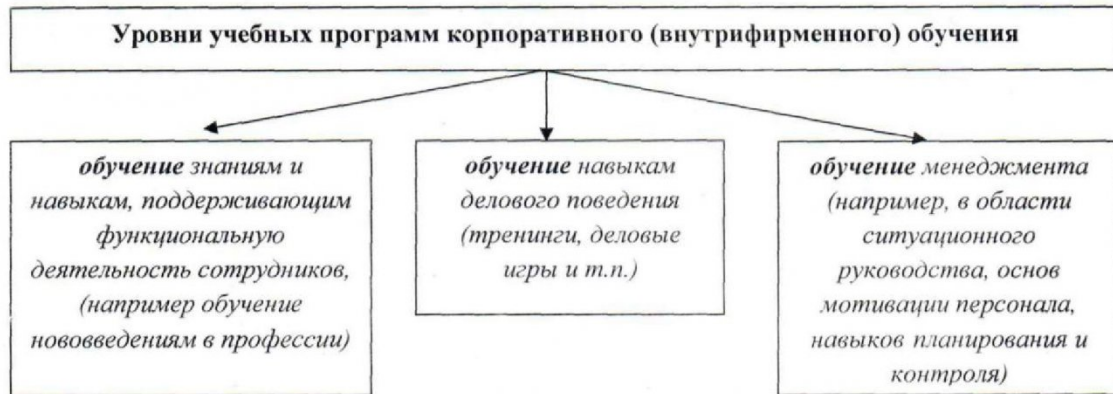 Уровни учебных программ корпоративного (внутрифирменного) обучения
обучение знаниям и
навыкам, поддерживающим
функциональную
деятельность сотрудников,
(например обучение
нововведениям в профессии)
обучение навыкам
делового поведения
(тренинги, деловые
игры и т.п.)
обучение менеджмента
(например, в области
ситуационного
руководства, основ
мотивации персонала,
навыков планирования и
контроля)